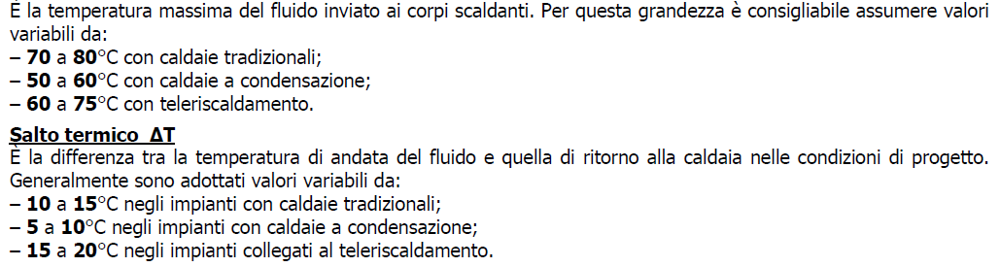 È la temperatura massima del fluido inviato ai corpi scaldanti. Per questa grandezza è consigliabile assumere valori
variabili da:
– 70 a 80°C con caldaie tradizionali;
– 50 a 60°C con caldaie a condensazione;
– 60 a 75°C con teleriscaldamento.
Salto termico ΔT
È la differenza tra la temperatura di andata del fluido e quella di ritorno alla caldaia nelle condizioni di progetto.
Generalmente sono adottati valori variabili da:
– 10 a 15°C negli impianti con caldaie tradizionali;
– 5 a 10°C negli impianti con caldaie a condensazione;
– 15 a 20°C negli impianti collegati al teleriscaldamento.